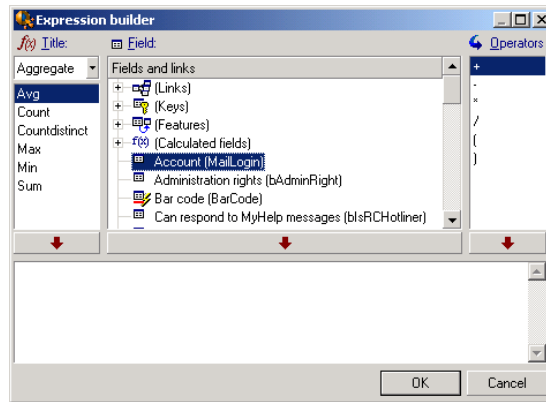 Expression builder
f(x) Title:
Field:
Operators
Aggregate
Fields and links
Avg
Count
Countdistinct
Max
Min
Sum
(Links)
(Keys)
(Features)
f(x) (Calculated fields)
Account (MailLogin)
Administration rights (bAdminRight)
Bar code (BarCode)
Can respond to MyHelp messages (bIsRCHotliner)
+
-
*
/
(
)
OK
Cancel